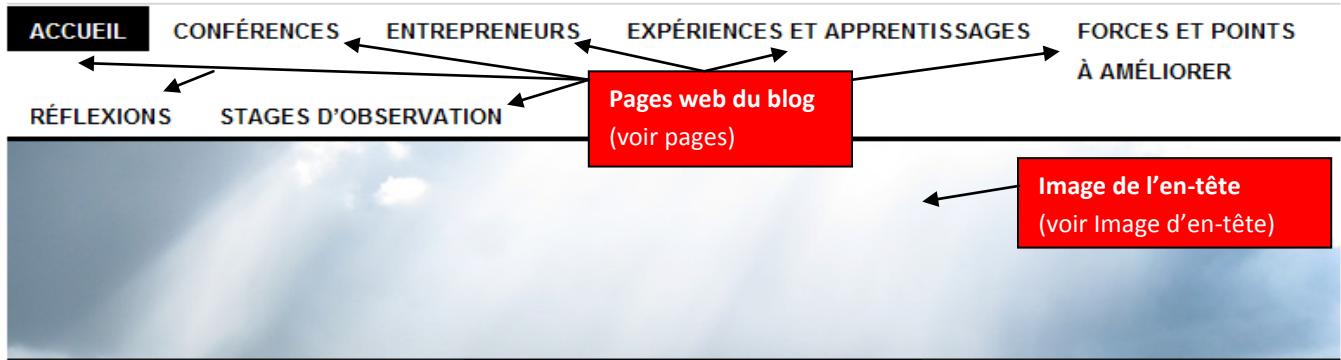 ACCUEIL CONFÉRENCES ENTREPRENEURS EXPÉRIENCES ET APPRENTISSAGES FORCES ET POINTS
À AMÉLIORER
RÉFLEXIONS STAGES D'OBSERVATION
Pages web du blog
(voir pages)
Image de l’en-tête
(voir Image d’en-tête)